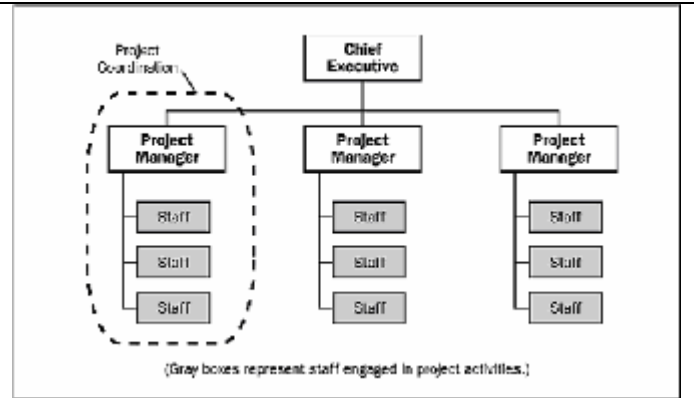 Project
Coordination
Chief
Executive
Project
Manager
Project
Manager
Project
Manager
Staff
Staff
Staff
Staff
Staff
Staff
Staff
Staff
Staff
(Gray boxes represent staff engaged in project activities.)